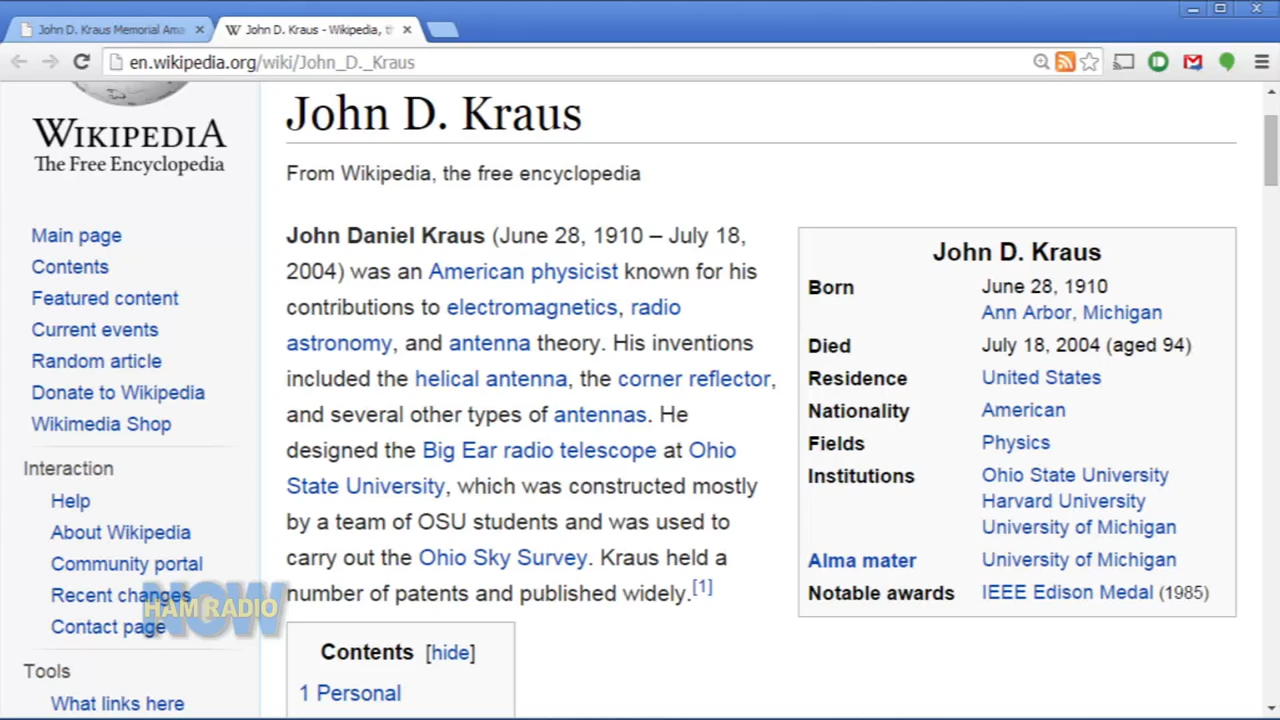 John D. Kraus Memorial Ama
John D. Kraus - Wikipedia, th
en.wikipedia.org/wiki/John_D._Kraus
WIKIPEDIA
The Free Encyclopedia
Main page
Contents
Featured content
Current events
Random article
Donate to Wikipedia
Wikimedia Shop
Interaction
Help
About Wikipedia
Community portal
Recent changes
Contact page
Tools
What links here
NOW
HAM RADIO
John D. Kraus
From Wikipedia, the free encyclopedia
John Daniel Kraus (June 28, 1910 – July 18,
2004) was an American physicist known for his
contributions to electromagnetics, radio
astronomy, and antenna theory. His inventions
included the helical antenna, the corner reflector,
and several other types of antennas. He
designed the Big Ear radio telescope at Ohio
State University, which was constructed mostly
by a team of OSU students and was used to
carry out the Ohio Sky Survey. Kraus held a
number of patents and published widely.[1]
Contents [hide]
1 Personal
John D. Kraus
Born June 28, 1910
Ann Arbor, Michigan
Died July 18, 2004 (aged 94)
Residence United States
Nationality American
Fields Physics
Institutions Ohio State University
Harvard University
University of Michigan
Alma mater University of Michigan
Notable awards IEEE Edison Medal (1985)